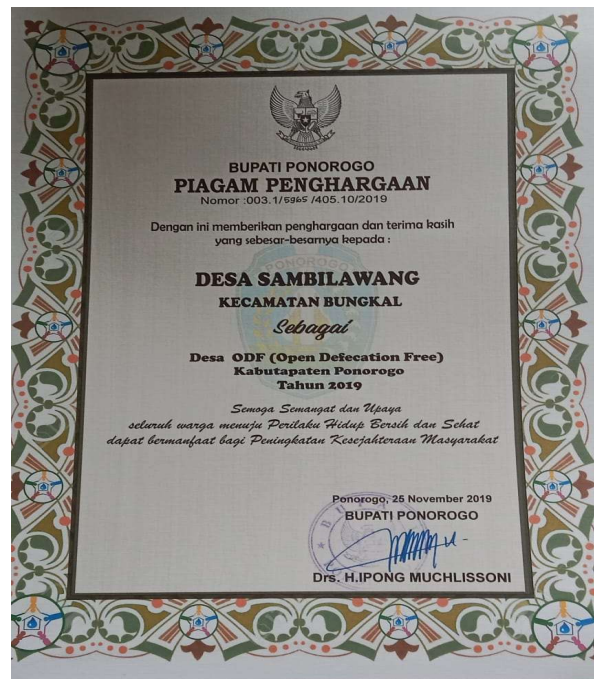 BUPATI PONOROGO
PIAGAM PENGHARGAAN
Nomor :003.1/5965 /405.10/2019
Dengan ini memberikan penghargaan dan terima kasih
yang sebesar-besarnya kepada :
PONOROGO
DESA SAMBILAWANG
KECAMATAN BUNGKAL
Sebagai
Desa ODF (Open Defecation Free)
Kabutapaten Ponorogo
Tahun 2019
Semoga Semangat dan Upaya
seluruh warga menuju Perilaku Hidup Bersih dan Sehat
dapat bermanfaat bagi Peningkatan Kesejahteraan Masyarakat
Ponorogo, 25 November 2019
BUPATI PONOROGO
Drs. H.IPONG MUCHLISSONI